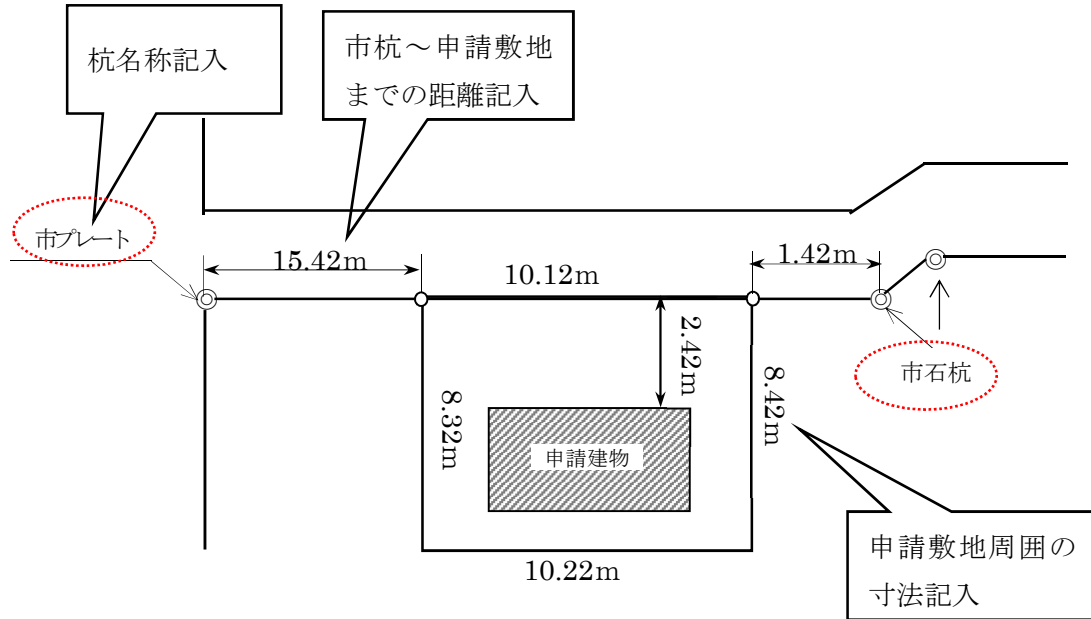 杭名称記入
市杭～申請敷地
までの距離記入
市プレート
15.42m
10.12m
1.42m
2.42m
市石杭
8.32m
8.42m
申請建物
10.22m
申請敷地周囲の
寸法記入